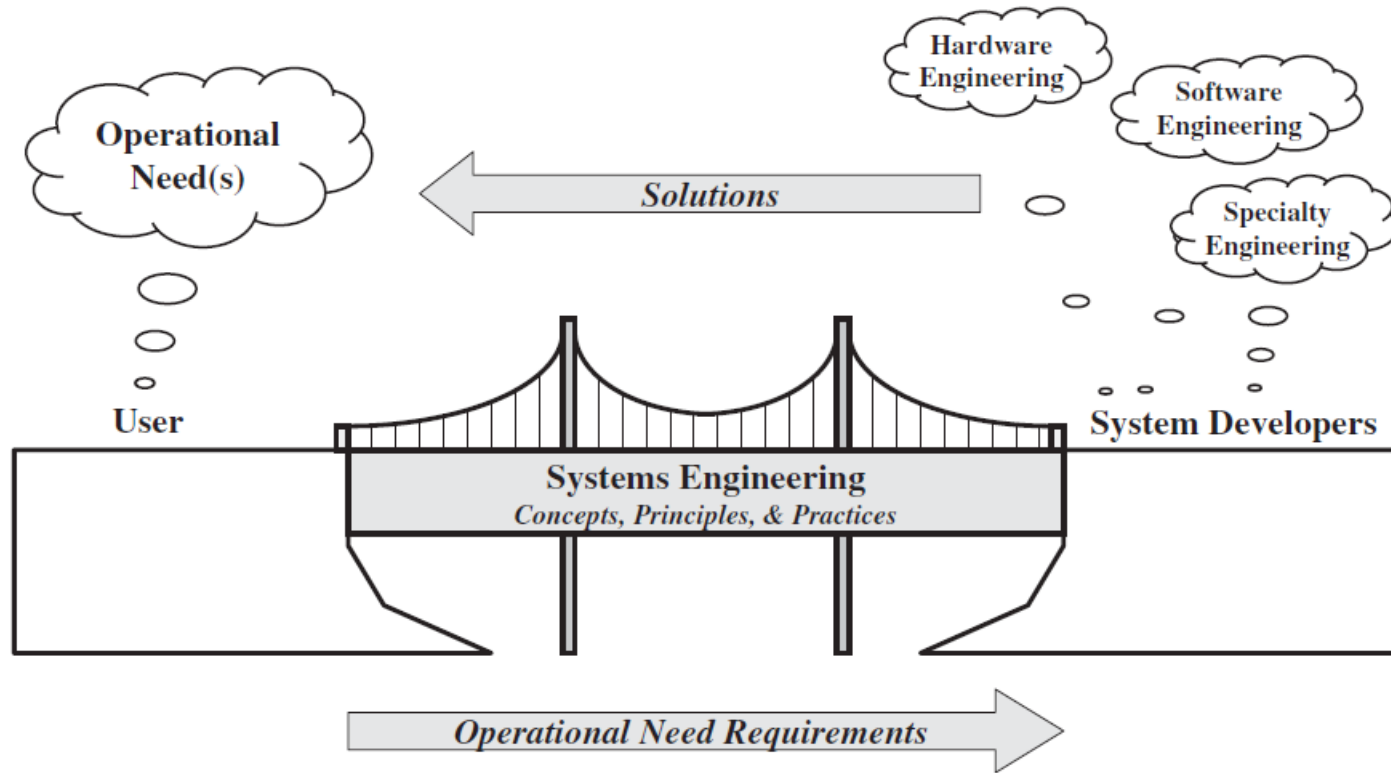 Hardware
Engineering
Software
Engineering
Specialty
Engineering
Operational
Need(s)
Solutions
User
System Developers
Systems Engineering
Concepts, Principles, & Practices
Operational Need Requirements